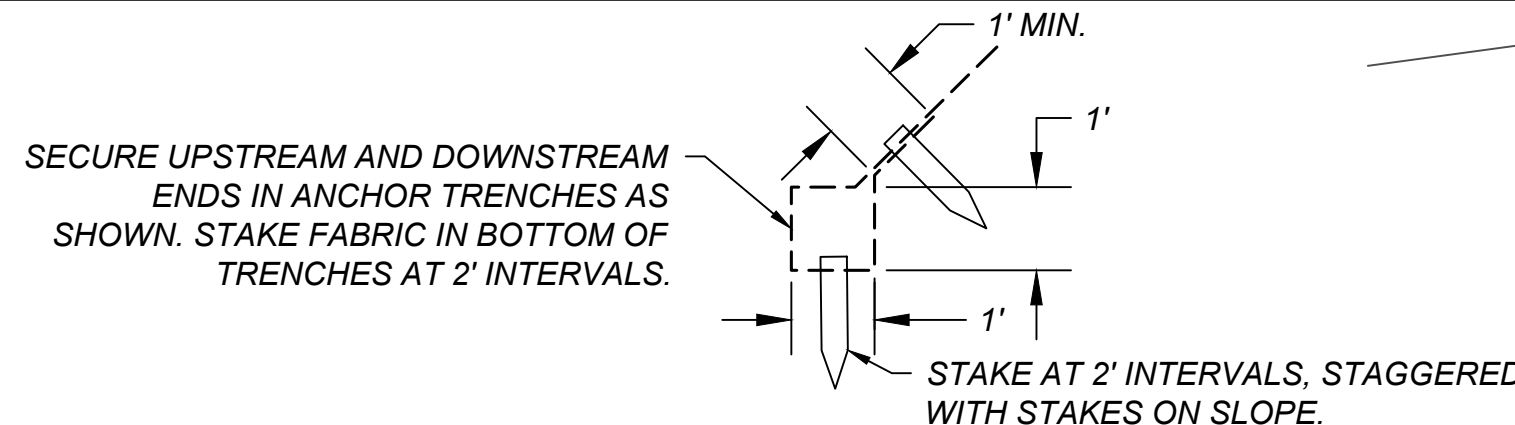 1' MIN.
1'
SECURE UPSTREAM AND DOWNSTREAM
ENDS IN ANCHOR TRENCHES AS
SHOWN. STAKE FABRIC IN BOTTOM OF
TRENCHES AT 2' INTERVALS.
1'
STAKE AT 2' INTERVALS, STAGGERED
WITH STAKES ON SLOPE.